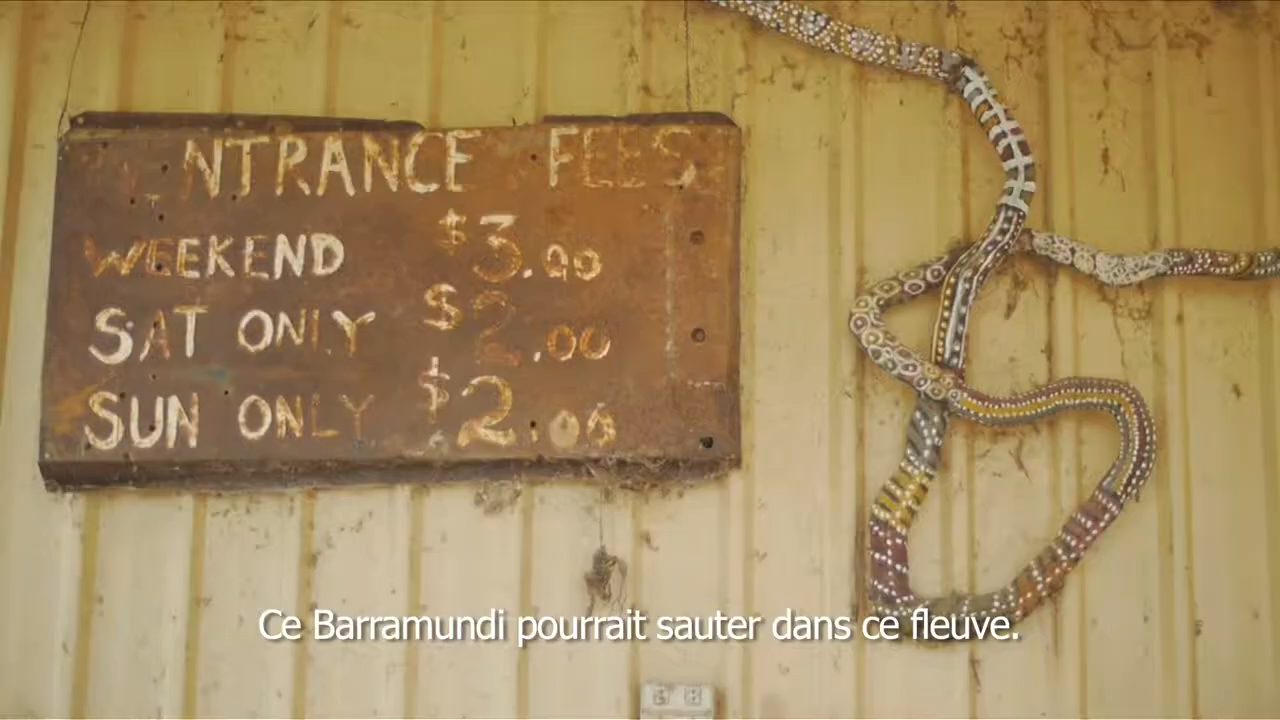 ENTRANCE FEES
WEEKEND $3.00
SAT ONLY $2.00
SUN ONLY $2.00
Ce Barramundi pourrait sauter dans ce fleuve.